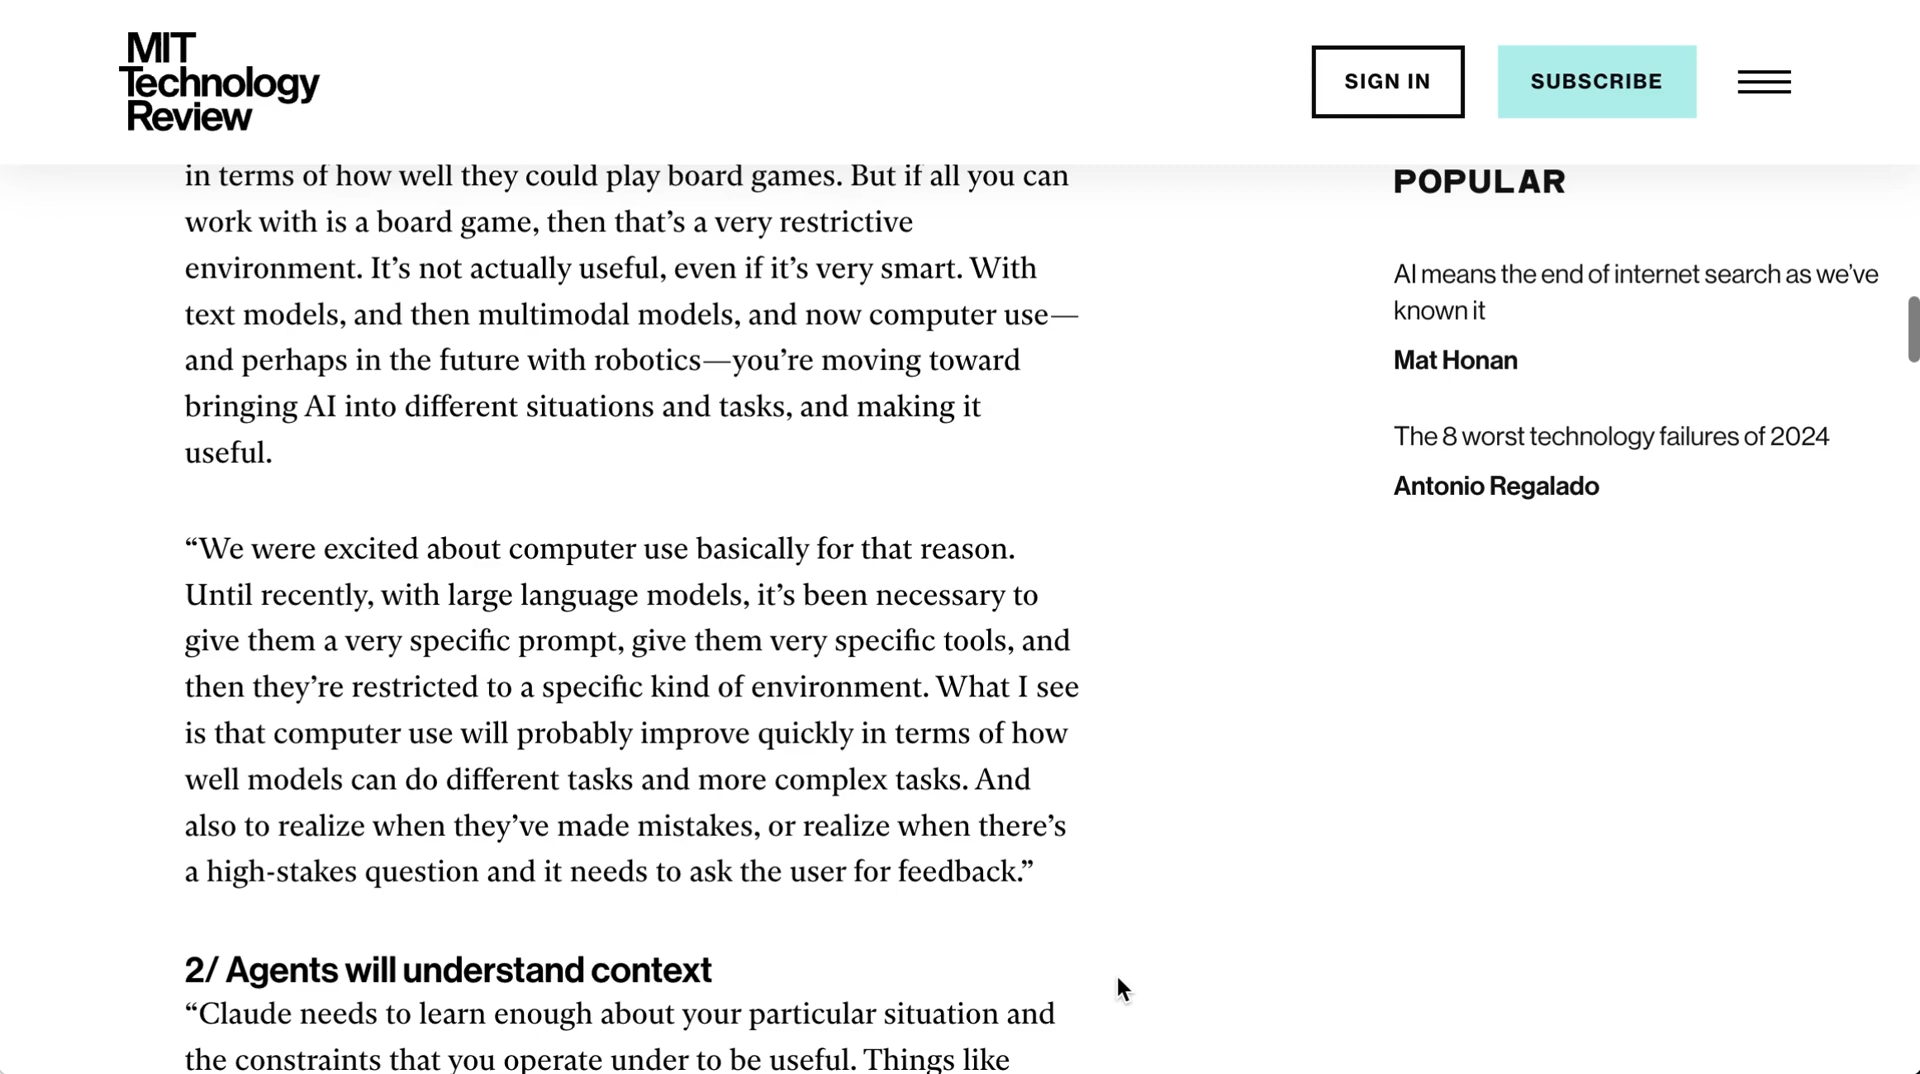 MIT
Technology
Review
SIGN IN
SUBSCRIBE
in terms of how well they could play board games. But if all you can
work with is a board game, then that’s a very restrictive
environment. It’s not actually useful, even if it’s very smart. With
text models, and then multimodal models, and now computer use—
and perhaps in the future with robotics—you’re moving toward
bringing AI into different situations and tasks, and making it
useful.
“We were excited about computer use basically for that reason.
Until recently, with large language models, it’s been necessary to
give them a very specific prompt, give them very specific tools, and
then they’re restricted to a specific kind of environment. What I see
is that computer use will probably improve quickly in terms of how
well models can do different tasks and more complex tasks. And
also to realize when they’ve made mistakes, or realize when there’s
a high-stakes question and it needs to ask the user for feedback.”
2/ Agents will understand context
“Claude needs to learn enough about your particular situation and
the constraints that you operate under to be useful. Things like
POPULAR
AI means the end of internet search as we’ve
known it
Mat Honan
The 8 worst technology failures of 2024
Antonio Regalado